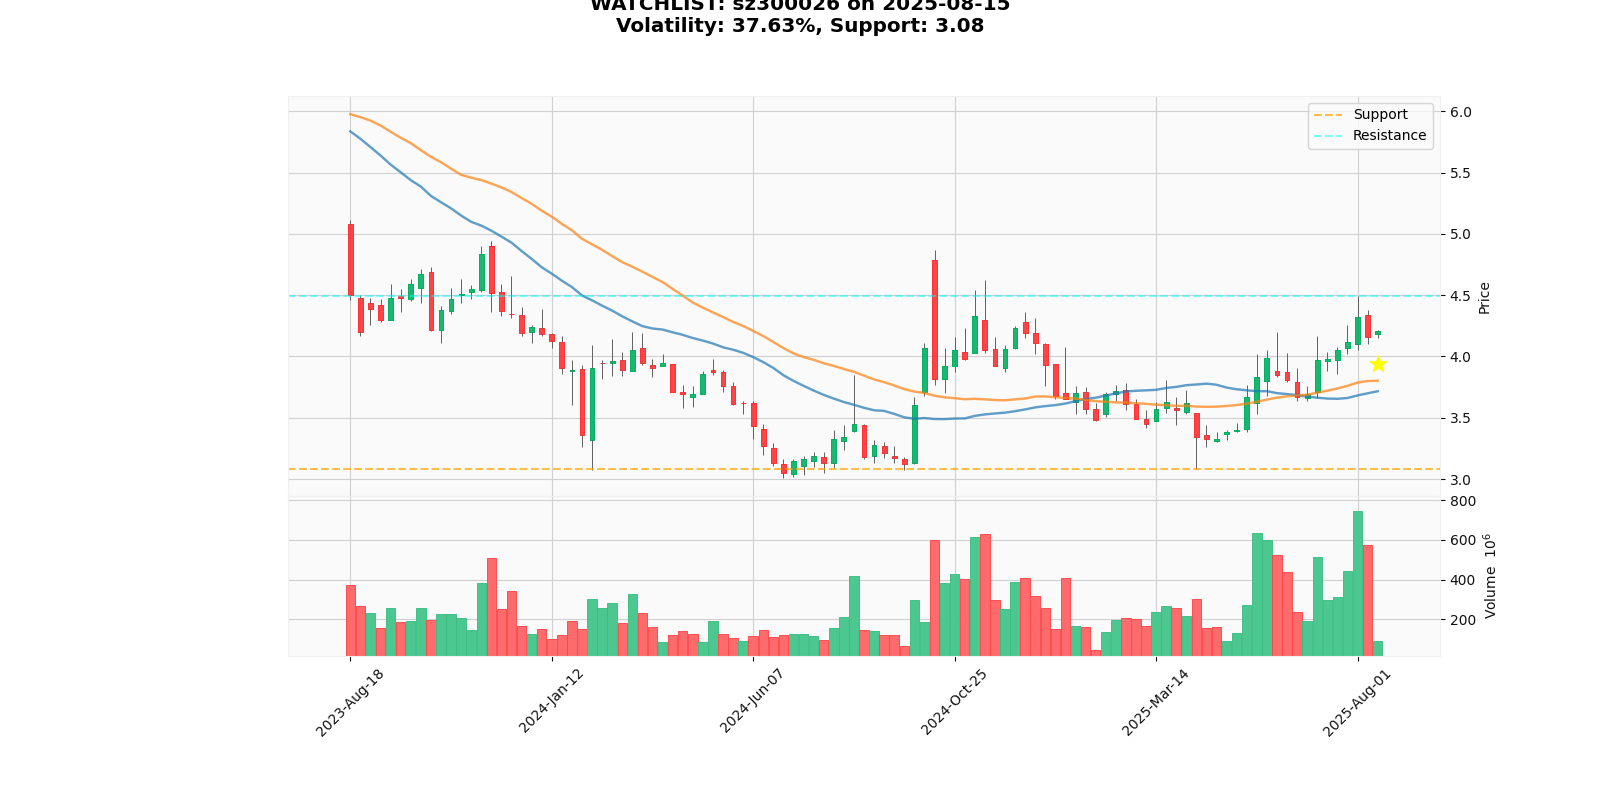 WATCHLIST: sz300026 on 2025-08-15
Volatility: 37.63%, Support: 3.08
Support
Resistance
6.0
5.5
5.0
4.5
4.0
3.5
3.0
Price
800
600
400
200
Volume 10^6
2023-Aug-18
2024-Jan-12
2024-Jun-07
2024-Oct-25
2025-Mar-14
2025-Aug-01